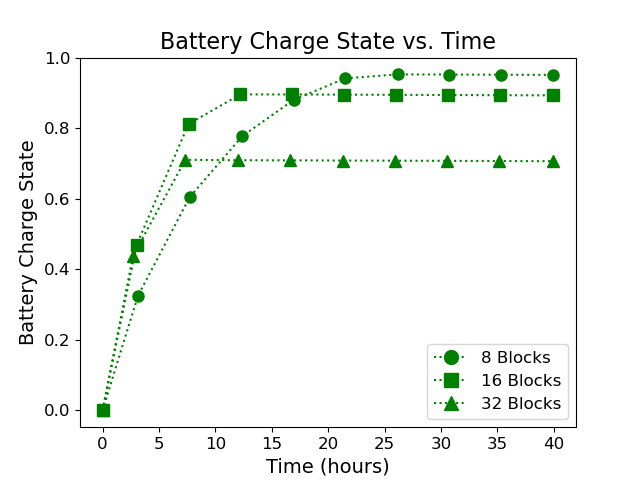 Battery Charge State vs. Time
Battery Charge State
1.0
0.8
0.6
0.4
0.2
0.0
8 Blocks
16 Blocks
32 Blocks
0 5 10 15 20 25 30 35 40
Time (hours)